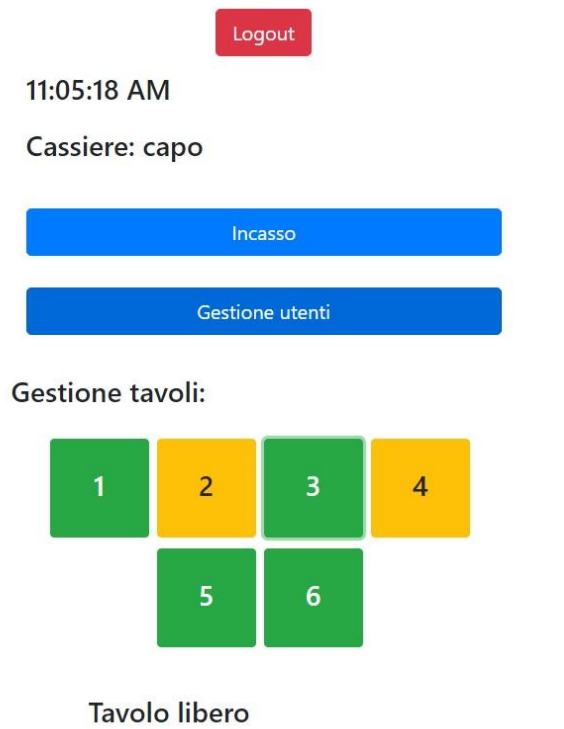 Logout
11:05:18 AM
Cassiere: capo
Incasso
Gestione utenti
Gestione tavoli:
1 2 3 4
5 6
Tavolo libero